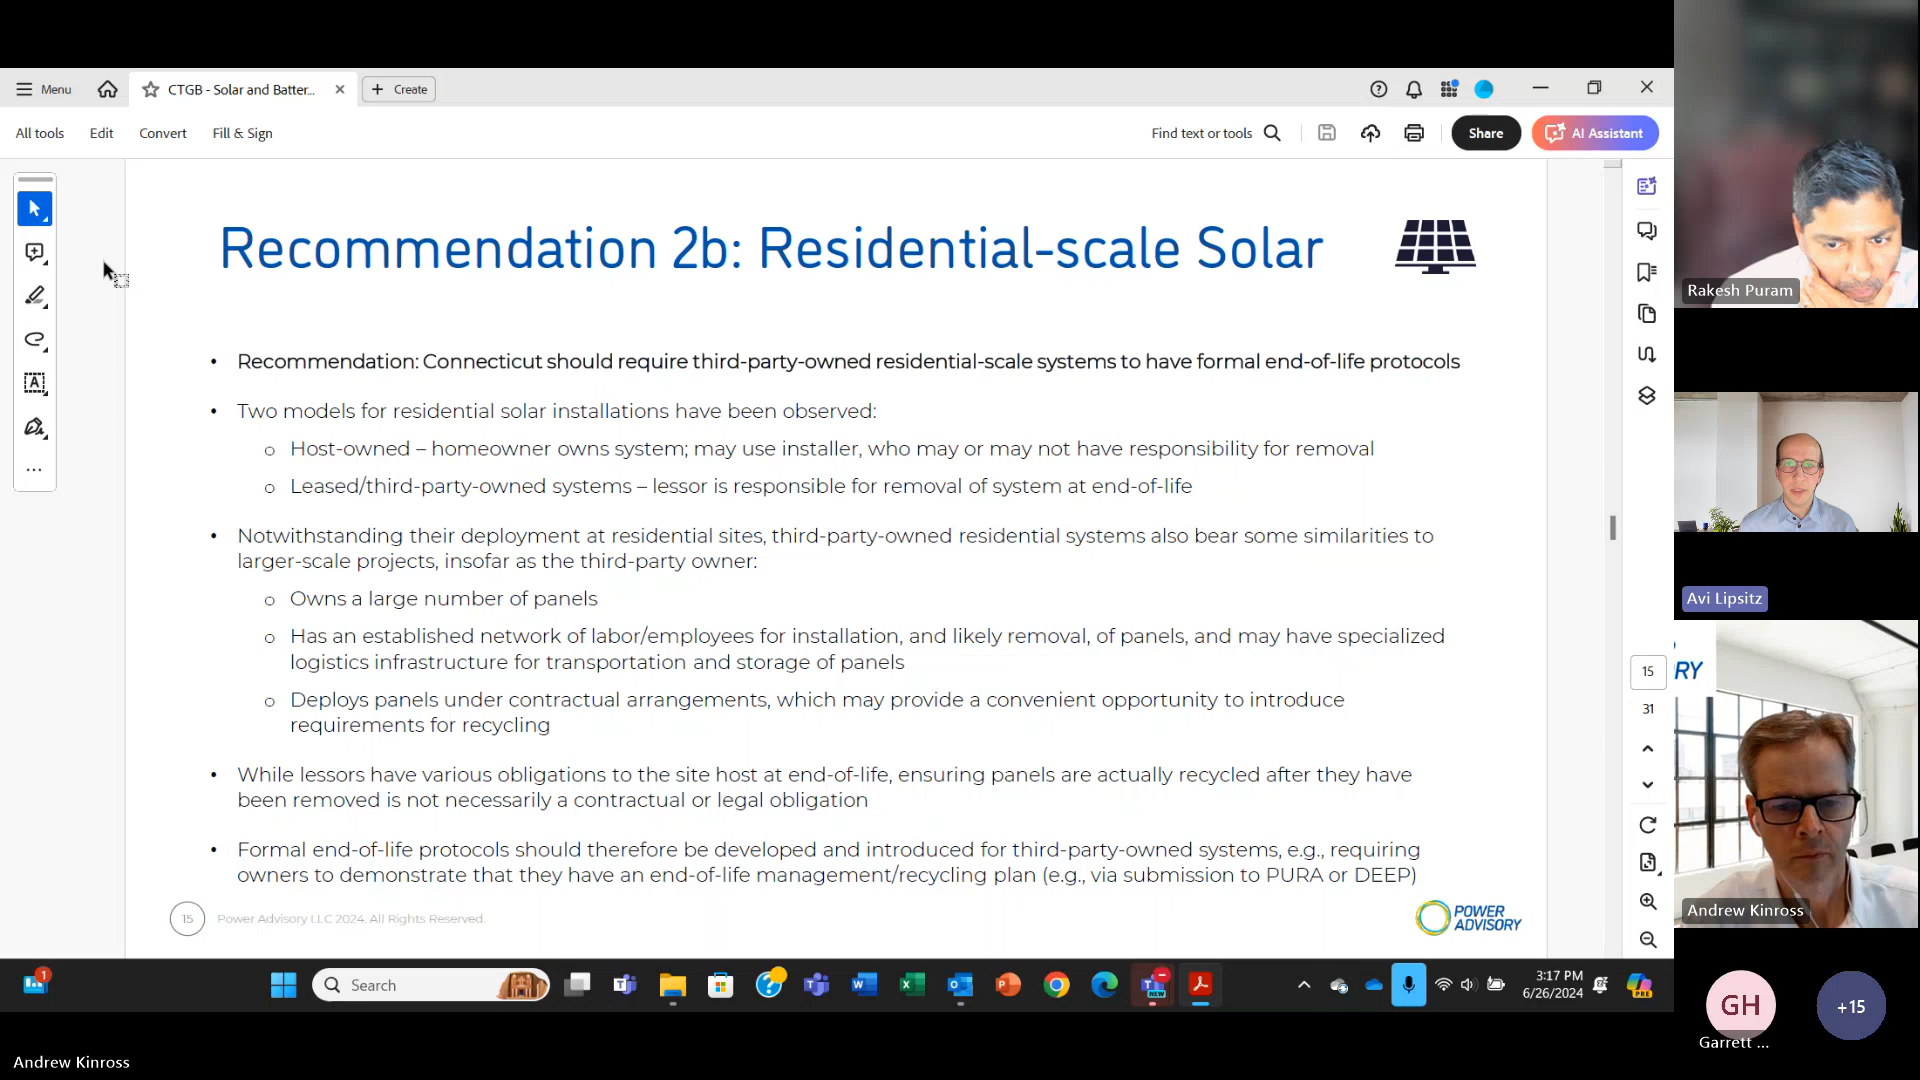 Menu
CTGB - Solar and Batter...
Create
All tools
Edit
Convert
Fill & Sign
Find text or tools
Share
AI Assistant
Recommendation 2b: Residential-scale Solar
• Recommendation: Connecticut should require third-party-owned residential-scale systems to have formal end-of-life protocols
• Two models for residential solar installations have been observed:
o Host-owned – homeowner owns system; may use installer, who may or may not have responsibility for removal
o Leased/third-party-owned systems – lessor is responsible for removal of system at end-of-life
• Notwithstanding their deployment at residential sites, third-party-owned residential systems also bear some similarities to
larger-scale projects, insofar as the third-party owner:
o Owns a large number of panels
o Has an established network of labor/employees for installation, and likely removal, of panels, and may have specialized
logistics infrastructure for transportation and storage of panels
o Deploys panels under contractual arrangements, which may provide a convenient opportunity to introduce
requirements for recycling
• While lessors have various obligations to the site host at end-of-life, ensuring panels are actually recycled after they have
been removed is not necessarily a contractual or legal obligation
• Formal end-of-life protocols should therefore be developed and introduced for third-party-owned systems, e.g., requiring
owners to demonstrate that they have an end-of-life management/recycling plan (e.g., via submission to PURA or DEEP)
15
Power Advisory LLC 2024. All Rights Reserved.
POWER
ADVISORY
15
31
Rakesh Puram
Avi Lipsitz
RY
Andrew Kinross
GH
Garrett ...
+15
1
Search
NEW
3:17 PM
6/26/2024
PRE
Andrew Kinross